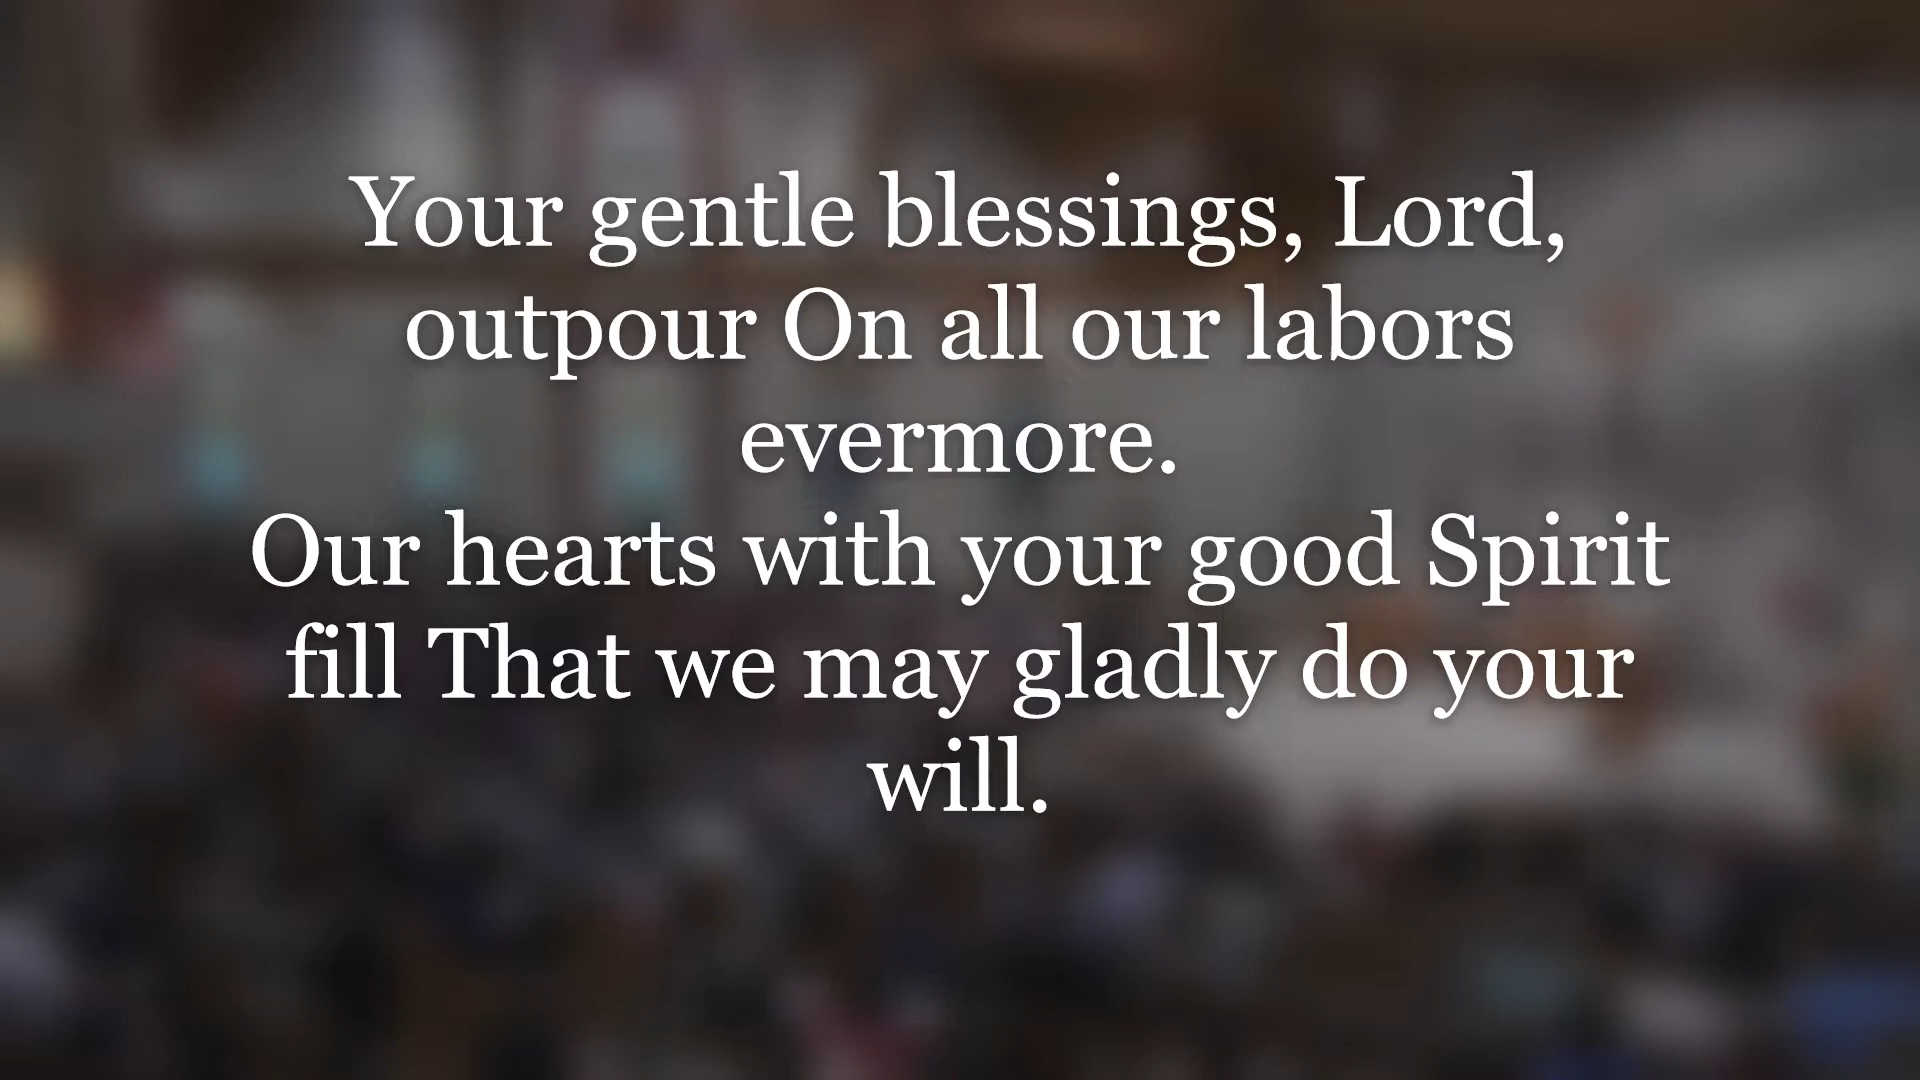 Your gentle blessings, Lord,
outpour On all our labors
evermore.
Our hearts with your good Spirit
fill That we may gladly do your
will.